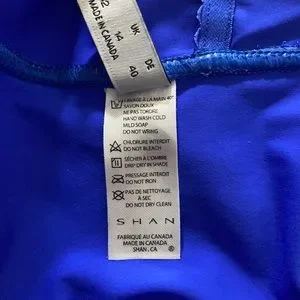 UK
DE
14
40
MADE IN CANADA
LAVAGE À LA MAIN 40°
SAVON DOUX
NE PAS TORDRE
HAND WASH COLD
MILD SOAP
DO NOT WRING
CHLORURE INTERDIT
DO NOT BLEACH
SÉCHER À L'OMBRE
DRIP DRY IN SHADE
PRESSAGE INTERDIT
DO NOT IRON
PAS DE NETTOYAGE
À SEC
DO NOT DRY CLEAN
SHAN
FABRIQUÉ AU CANADA
MADE IN CANADA
SHAN.CA ®